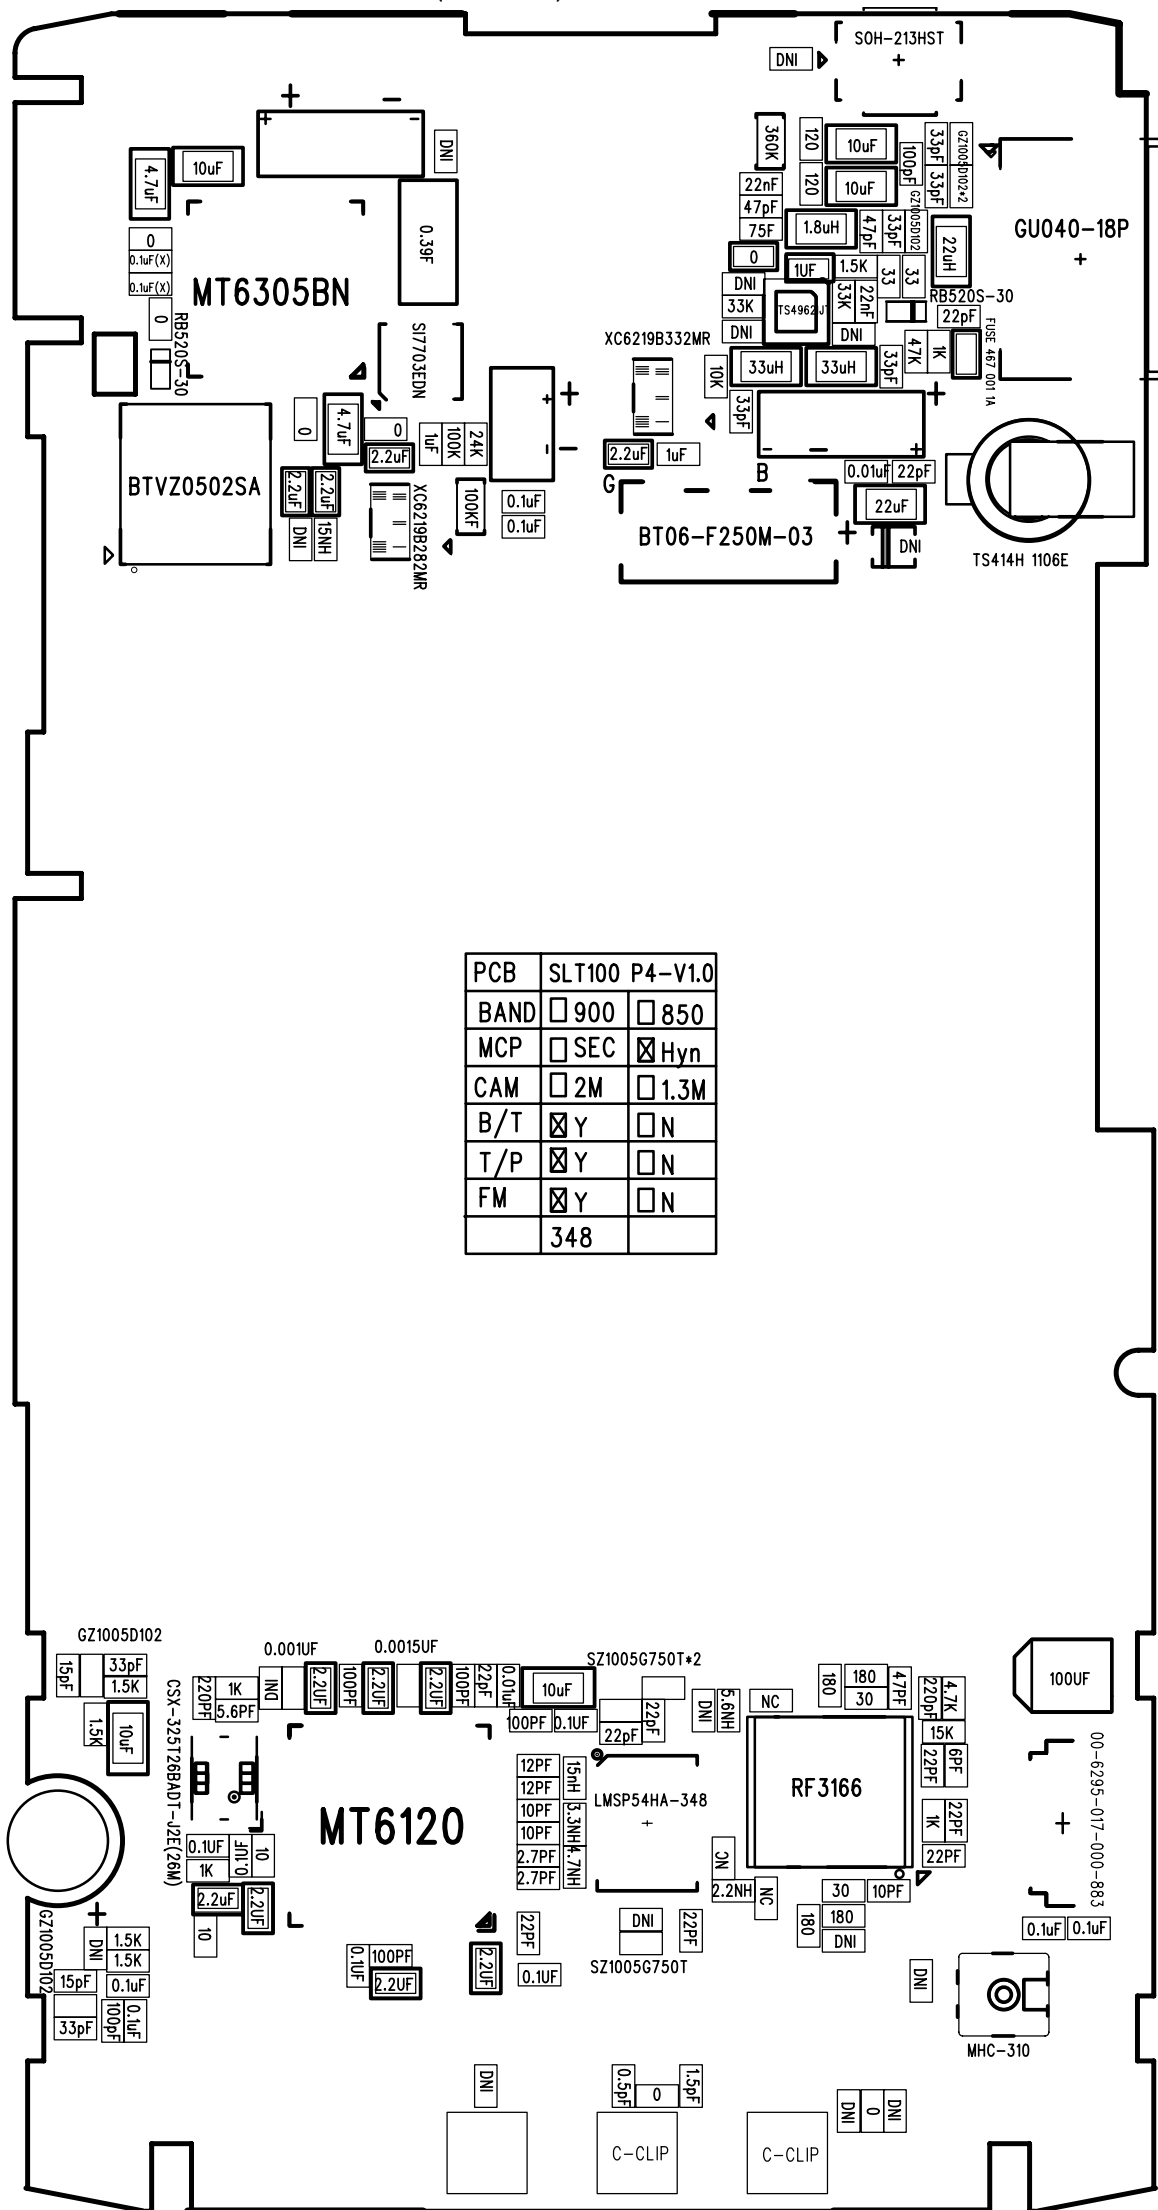 SOH-213HST
DNI
+
+ -
+ -
DNI
4.7uF
10uF
0.39F
0
0.1uF(X)
0.1uF(X)
0
MT6305BN
RB520S-30
SI7703EDN
360K
120
10uF
100pF
33pF
GZ1005D102*2
22nF
120
10uF
33pF
47pF
75F
1.8uH
47pF
33pF
GZ1005D102
22uH
GU040-18P
+
0
1UF
1.5K
33
33
DNI
33K
DNI
TS4962IJT
33K
22nF
DNI
RB520S-30
22pF
FUSE 467 001 1A
XC6219B332MR
10K
33uH
33uH
33pF
47K
1K
33pF
+
-
+
- - +
BTVZ0502SA
0
4.7uF
0
2.2uF
1uF
100K
24K
2.2uF
2.2uF
DNI
15NH
XC6219B282MR
100KF
0.1uF
0.1uF
2.2uF
1uF
G
B
0.01uF
22pF
22uF
BT06-F250M-03
+
DNI
TS414H 1106E
PCB SLT100 P4-V1.0
BAND ☐ 900 ☐ 850
MCP ☐ SEC ☒ Hyn
CAM ☐ 2M ☐ 1.3M
B/T ☒ Y ☐ N
T/P ☒ Y ☐ N
FM ☒ Y ☐ N
348
GZ1005D102
15pF
33pF
1.5K
1.5K
10uF
CSX-325T26BADT-J2E(26M)
220PF
1K
5.6PF
0.001UF
DNI
2.2UF
100PF
2.2UF
0.0015UF
2.2UF
100PF
22pF
0.01uF
10uF
100PF
0.1UF
SZ1005G750T*2
22pF
22pF
DNI
5.6NH
NC
180
180
30
47PF
220pF
4.7K
15K
22PF
6PF
100UF
MT6120
12PF
12PF
10PF
10PF
2.7PF
2.7PF
15nH
3.3NH
4.7NH
LMSP54HA-348
+
RF3166
1K
22PF
22PF
00-6295-017-000-883
+
0.1UF
1K
0.1UF
10
2.2uF
2.2UF
10
NC
2.2NH
NC
30
10PF
180
180
DNI
0.1uF
0.1uF
GZ1005D102
+
DNI
1.5K
1.5K
15pF
0.1uF
33pF
100pF
0.1uF
0.1UF
100PF
2.2UF
2.2UF
22PF
0.1UF
DNI
22PF
SZ1005G750T
DNI
MHC-310
DNI
0.5pF
0
1.5pF
DNI
0
DNI
C-CLIP
C-CLIP